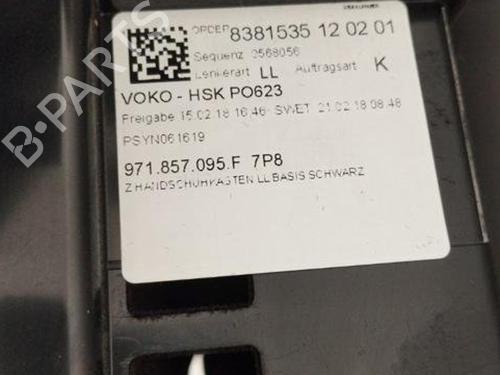 ORDER 8381535 12 02 01
Sequenz 0568056
Lenkerart LL Auftragsart K
VOKO - HSK PO623
Freigabe 15.02.18 16:46 SWET 21.02.18 08:48
PSYN061619
971.857.095.F 7P8
Z HANDSCHUHKASTEN LL BASIS SCHWARZ
B-PARTS